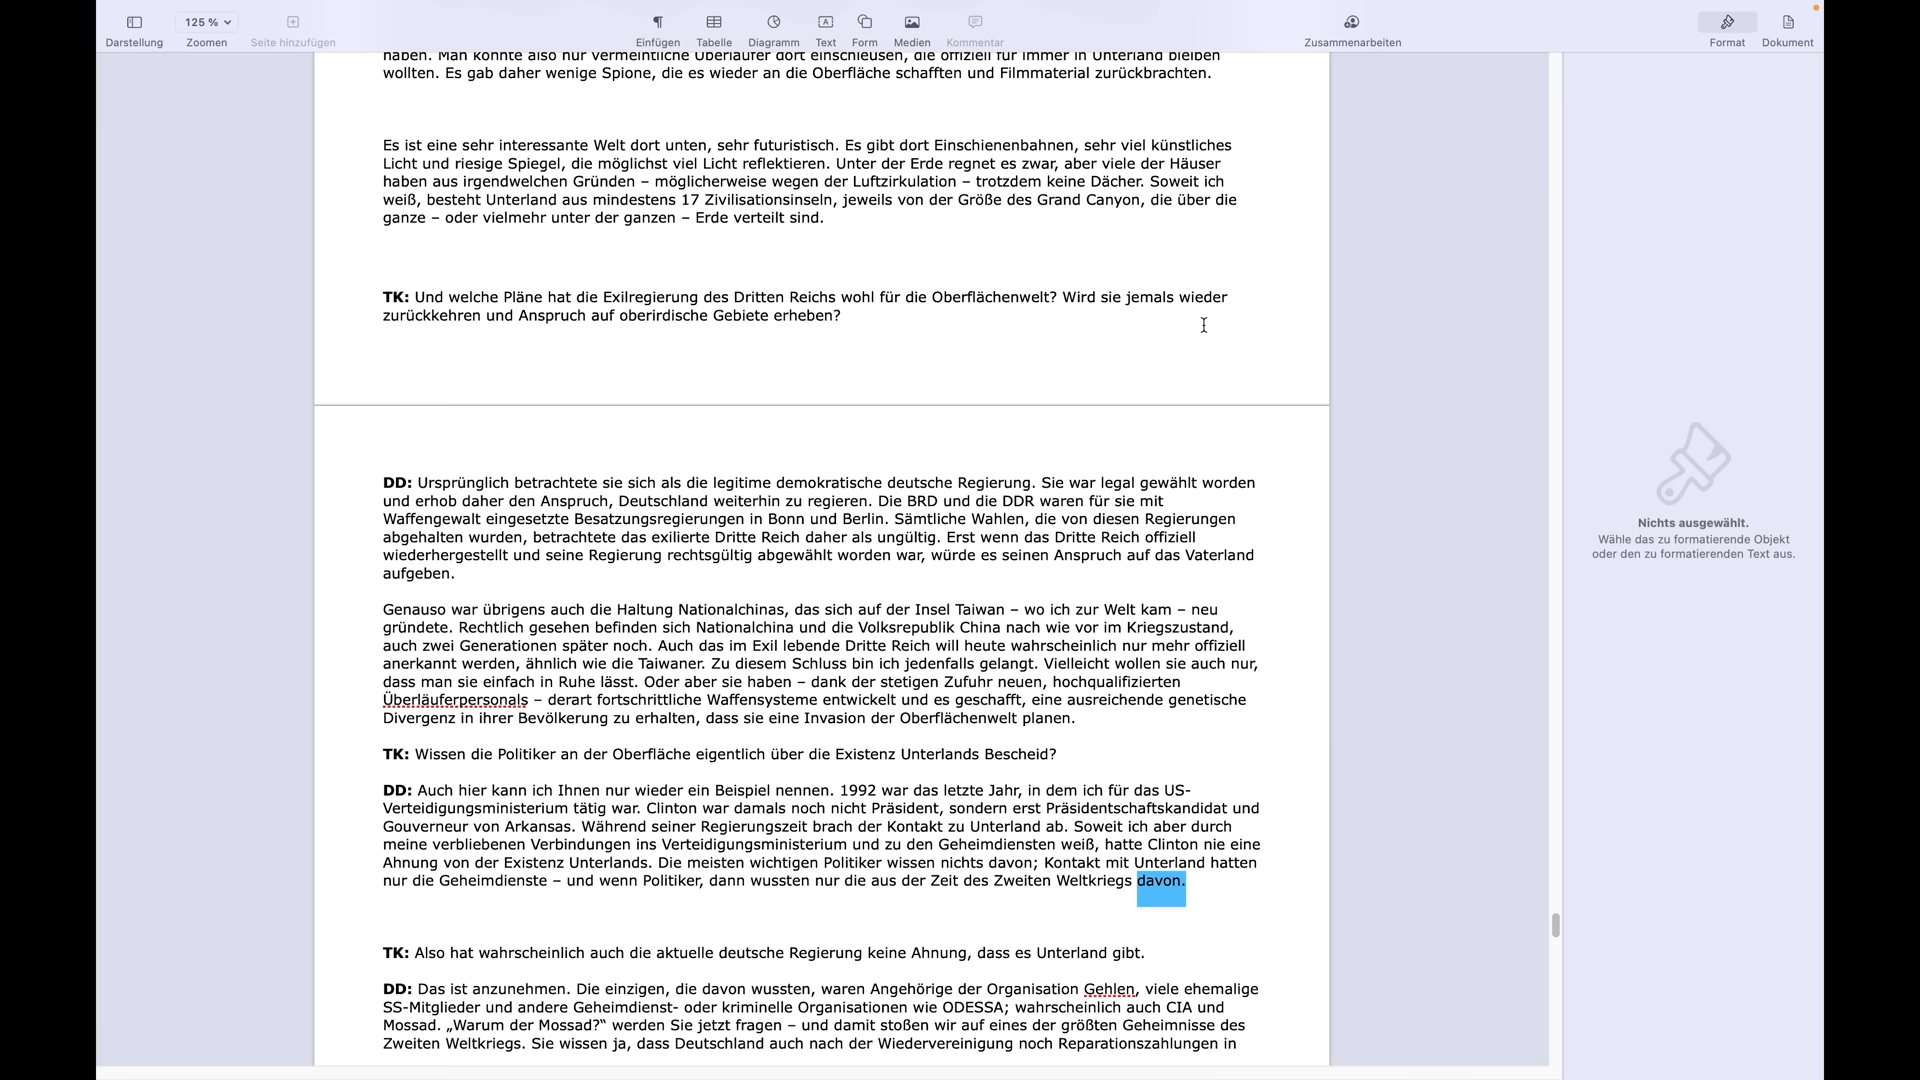 125 %
Darstellung
Zoomen
Seite hinzufügen
Einfügen
Tabelle
Diagramm
Text
Form
Medien
Kommentar
Zusammenarbeiten
Format
Dokument
haben. Man könnte also nur vermeintliche Überläufer dort einschleusen, die offiziell für immer in Unterland bleiben
wollten. Es gab daher wenige Spione, die es wieder an die Oberfläche schafften und Filmmaterial zurückbrachten.
Es ist eine sehr interessante Welt dort unten, sehr futuristisch. Es gibt dort Einschienenbahnen, sehr viel künstliches
Licht und riesige Spiegel, die möglichst viel Licht reflektieren. Unter der Erde regnet es zwar, aber viele der Häuser
haben aus irgendwelchen Gründen – möglicherweise wegen der Luftzirkulation – trotzdem keine Dächer. Soweit ich
weiß, besteht Unterland aus mindestens 17 Zivilisationsinseln, jeweils von der Größe des Grand Canyon, die über die
ganze – oder vielmehr unter der ganzen – Erde verteilt sind.
TK: Und welche Pläne hat die Exilregierung des Dritten Reichs wohl für die Oberflächenwelt? Wird sie jemals wieder
zurückkehren und Anspruch auf oberirdische Gebiete erheben?
DD: Ursprünglich betrachtete sie sich als die legitime demokratische deutsche Regierung. Sie war legal gewählt worden
und erhob daher den Anspruch, Deutschland weiterhin zu regieren. Die BRD und die DDR waren für sie mit
Waffengewalt eingesetzte Besatzungsregierungen in Bonn und Berlin. Sämtliche Wahlen, die von diesen Regierungen
abgehalten wurden, betrachtete das exilierte Dritte Reich daher als ungültig. Erst wenn das Dritte Reich offiziell
wiederhergestellt und seine Regierung rechtsgültig abgewählt worden war, würde es seinen Anspruch auf das Vaterland
aufgeben.
Genauso war übrigens auch die Haltung Nationalchinas, das sich auf der Insel Taiwan – wo ich zur Welt kam – neu
gründete. Rechtlich gesehen befinden sich Nationalchina und die Volksrepublik China nach wie vor im Kriegszustand,
auch zwei Generationen später noch. Auch das im Exil lebende Dritte Reich will heute wahrscheinlich nur mehr offiziell
anerkannt werden, ähnlich wie die Taiwaner. Zu diesem Schluss bin ich jedenfalls gelangt. Vielleicht wollen sie auch nur,
dass man sie einfach in Ruhe lässt. Oder aber sie haben – dank der stetigen Zufuhr neuen, hochqualifizierten
Überläuferpersonals – derart fortschrittliche Waffensysteme entwickelt und es geschafft, eine ausreichende genetische
Divergenz in ihrer Bevölkerung zu erhalten, dass sie eine Invasion der Oberflächenwelt planen.
TK: Wissen die Politiker an der Oberfläche eigentlich über die Existenz Unterlands Bescheid?
DD: Auch hier kann ich Ihnen nur wieder ein Beispiel nennen. 1992 war das letzte Jahr, in dem ich für das US-
Verteidigungsministerium tätig war. Clinton war damals noch nicht Präsident, sondern erst Präsidentschaftskandidat und
Gouverneur von Arkansas. Während seiner Regierungszeit brach der Kontakt zu Unterland ab. Soweit ich aber durch
meine verbliebenen Verbindungen ins Verteidigungsministerium und zu den Geheimdiensten weiß, hatte Clinton nie eine
Ahnung von der Existenz Unterlands. Die meisten wichtigen Politiker wissen nichts davon; Kontakt mit Unterland hatten
nur die Geheimdienste – und wenn Politiker, dann wussten nur die aus der Zeit des Zweiten Weltkriegs davon.
TK: Also hat wahrscheinlich auch die aktuelle deutsche Regierung keine Ahnung, dass es Unterland gibt.
DD: Das ist anzunehmen. Die einzigen, die davon wussten, waren Angehörige der Organisation Gehlen, viele ehemalige
SS-Mitglieder und andere Geheimdienst- oder kriminelle Organisationen wie ODESSA; wahrscheinlich auch CIA und
Mossad. „Warum der Mossad?“ werden Sie jetzt fragen – und damit stoßen wir auf eines der größten Geheimnisse des
Zweiten Weltkriegs. Sie wissen ja, dass Deutschland auch nach der Wiedervereinigung noch Reparationszahlungen in
Nichts ausgewählt.
Wähle das zu formatierende Objekt
oder den zu formatierenden Text aus.